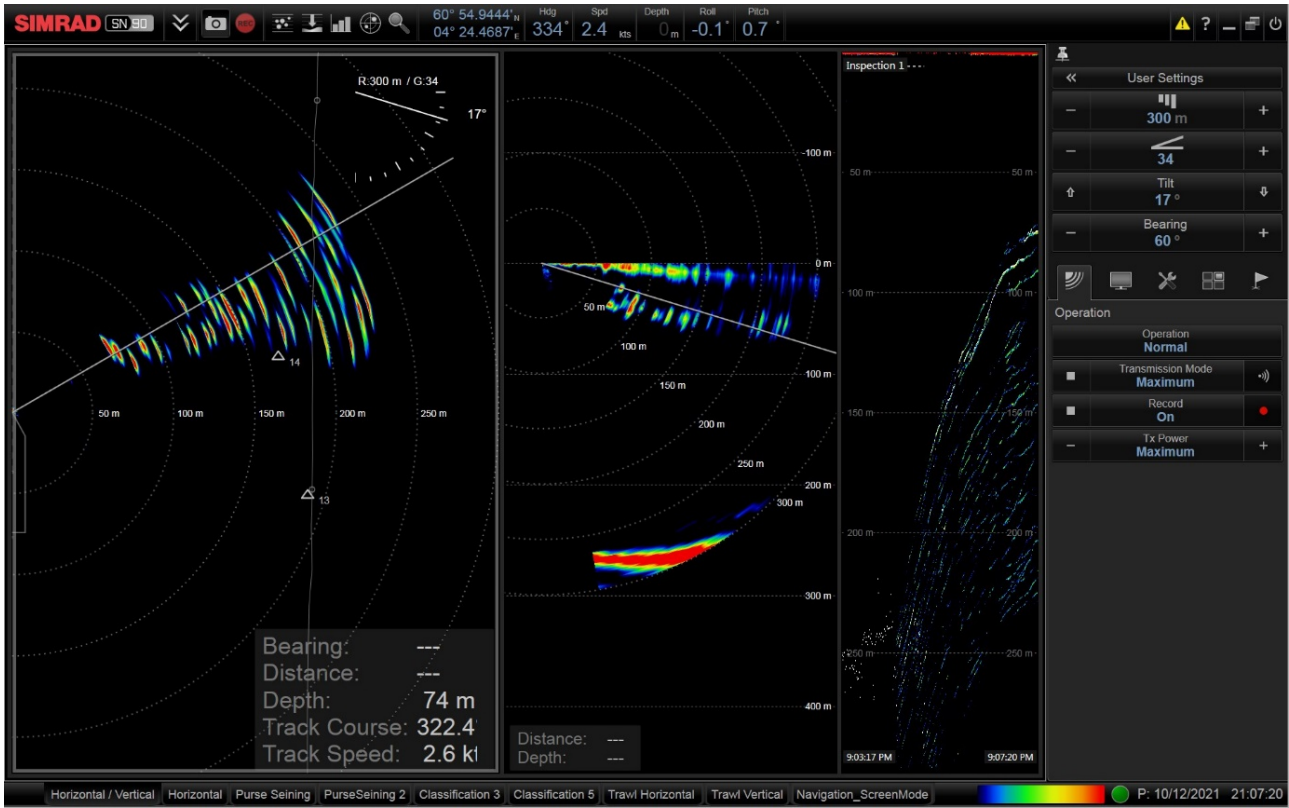 SIMRAD SN90
REC
60° 54.9444' N
04° 24.4687' E
Hdg
334°
Spd
2.4 kts
Depth
0 m
Roll
-0.1°
Pitch
0.7°
?
R:300 m / G:34
17°
14
13
50 m
100 m
150 m
200 m
250 m
Bearing: ---
Distance: ---
Depth: 74 m
Track Course: 322.4°
Track Speed: 2.6 kt
100 m
0 m
100 m
200 m
300 m
400 m
50 m
100 m
150 m
200 m
250 m
300 m
Distance: ---
Depth: ---
Inspection 1 ----
50 m 50 m
100 m 100 m
150 m 150 m
200 m 200 m
250 m 250 m
9:03:17 PM 9:07:20 PM
User Settings
300 m
34
Tilt
17 °
Bearing
60 °
Operation
Operation
Normal
Transmission Mode
Maximum
Record
On
Tx Power
Maximum
Horizontal / Vertical Horizontal Purse Seining PurseSeining 2 Classification 3 Classification 5 Trawl Horizontal Trawl Vertical Navigation_ScreenMode
P: 10/12/2021 21:07:20